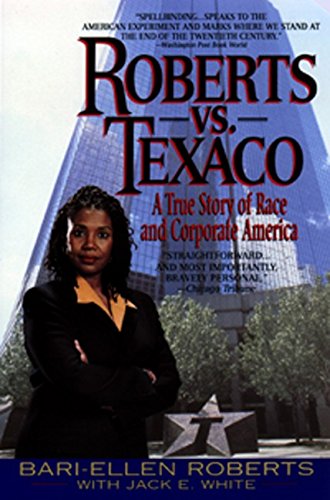 "SPELLBINDING...SPEAKS TO THE
AMERICAN EXPERIMENT AND MARKS WHERE WE STAND AT
THE END OF THE TWENTIETH CENTURY."
—Washington Post Book World
ROBERTS
VS.
TEXACO
A True Story of Race
and Corporate America
"STRAIGHTFORWARD...
AND MOST IMPORTANTLY,
BRAVELY PERSONAL."
—Chicago Tribune
T
BARI-ELLEN ROBERTS
WITH JACK E. WHITE